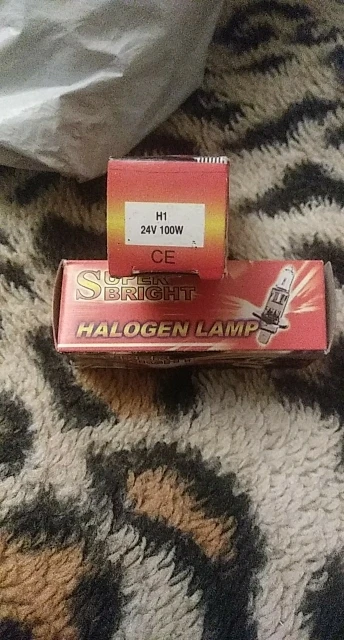 H1
24V 100W
CE
SUPER
BRIGHT
HALOGEN LAMP